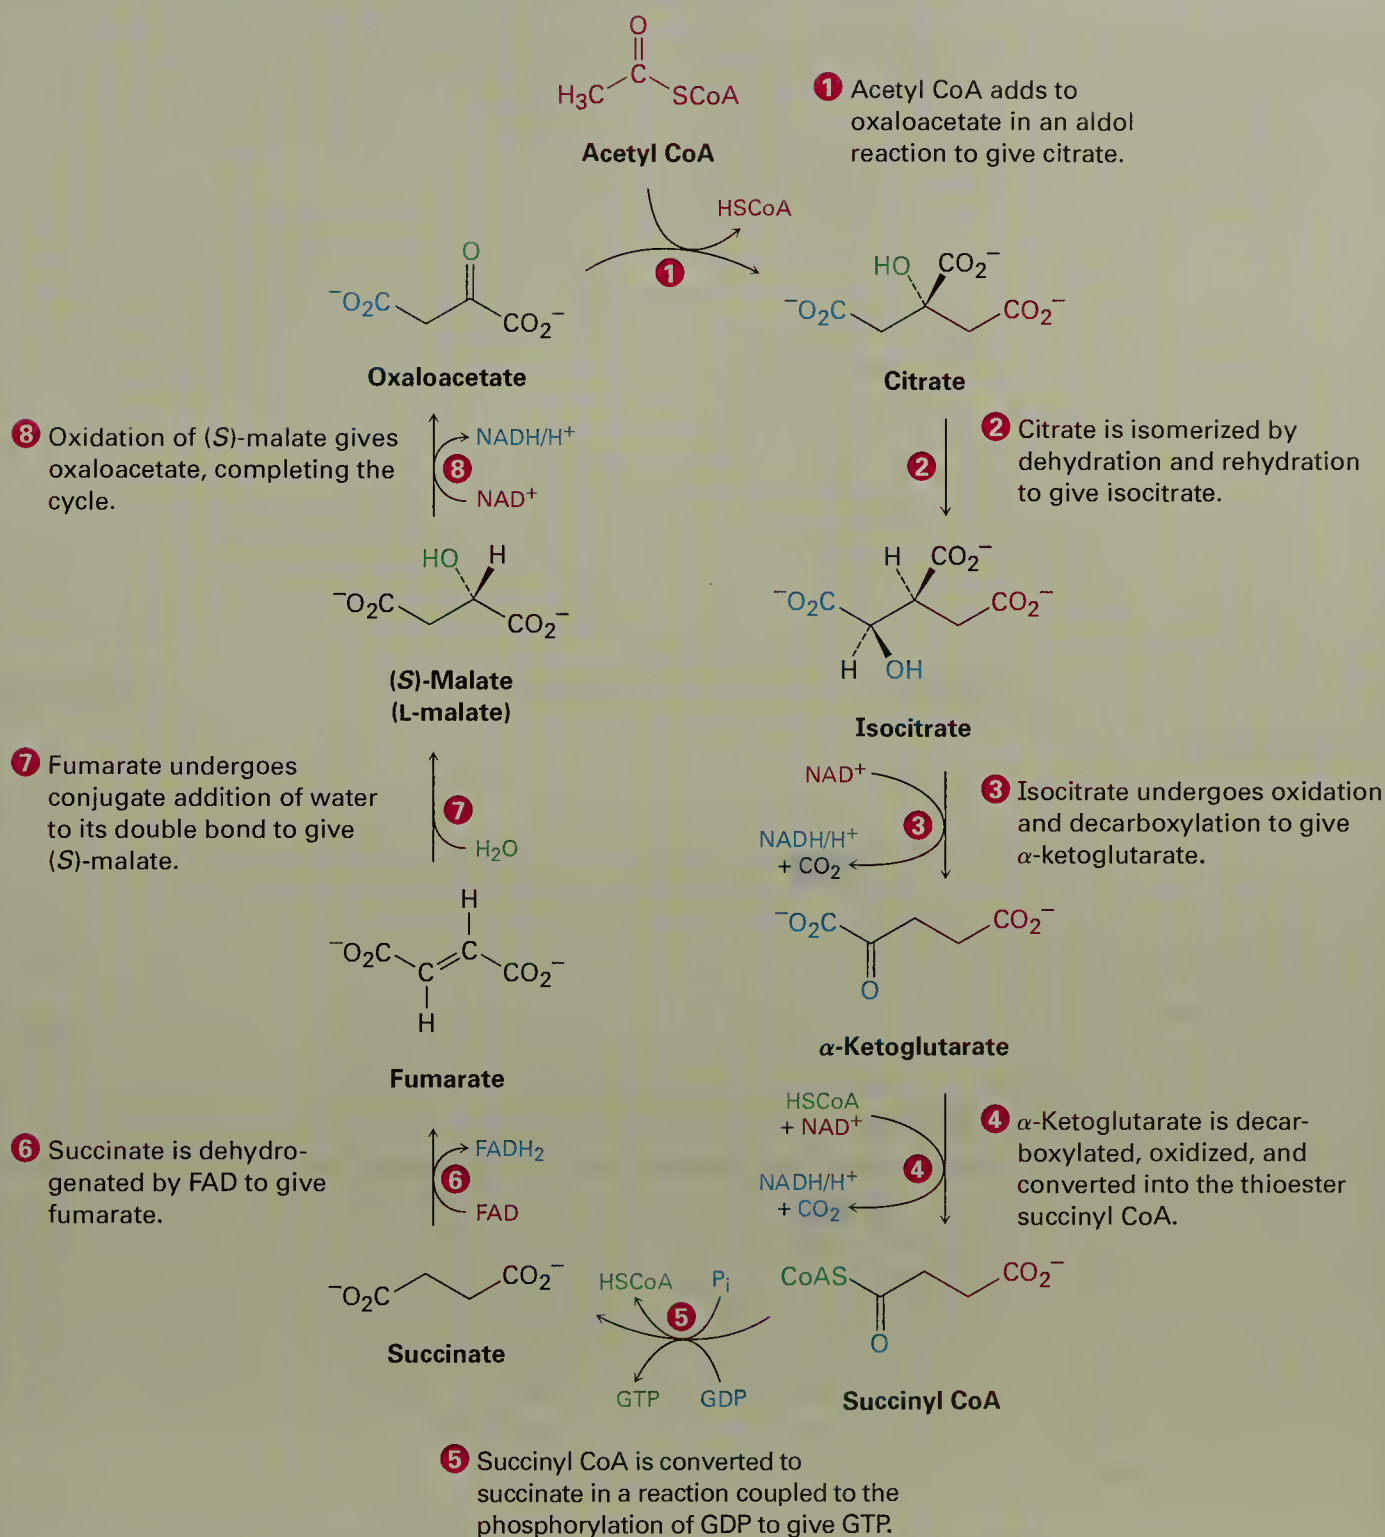 O
C
H₃C SCoA
Acetyl CoA
1 Acetyl CoA adds to
oxaloacetate in an aldol
reaction to give citrate.
HSCoA
1
O
⁻O₂C CO₂⁻
Oxaloacetate
HO CO₂⁻
⁻O₂C CO₂⁻
Citrate
2 Citrate is isomerized by
dehydration and rehydration
to give isocitrate.
2
H CO₂⁻
⁻O₂C CO₂⁻
H OH
Isocitrate
3 Isocitrate undergoes oxidation
and decarboxylation to give
α-ketoglutarate.
NAD⁺
3
NADH/H⁺
+ CO₂
⁻O₂C CO₂⁻
O
α-Ketoglutarate
4 α-Ketoglutarate is decar-
boxylated, oxidized, and
converted into the thioester
succinyl CoA.
HSCoA
+ NAD⁺
4
NADH/H⁺
+ CO₂
CoAS CO₂⁻
O
Succinyl CoA
HSCoA Pᵢ
5
GTP GDP
5 Succinyl CoA is converted to
succinate in a reaction coupled to the
phosphorylation of GDP to give GTP.
⁻O₂C CO₂⁻
Succinate
6 Succinate is dehydro-
genated by FAD to give
fumarate.
FADH₂
6
FAD
H
⁻O₂C C
C CO₂⁻
H
Fumarate
7 Fumarate undergoes
conjugate addition of water
to its double bond to give
(S)-malate.
7
H₂O
HO H
⁻O₂C CO₂⁻
(S)-Malate
(L-malate)
8 Oxidation of (S)-malate gives
oxaloacetate, completing the
cycle.
NADH/H⁺
8
NAD⁺